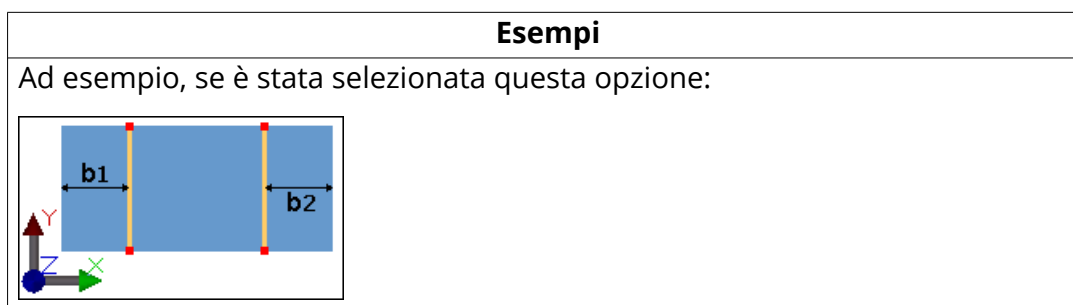 Esempi
Ad esempio, se è stata selezionata questa opzione:
b1
b2
Y
Z X